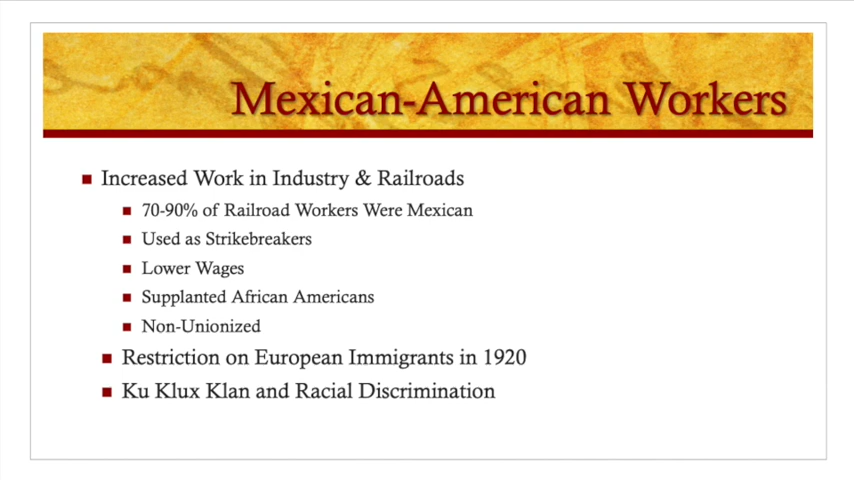 Mexican-American Workers
Increased Work in Industry & Railroads
70-90% of Railroad Workers Were Mexican
Used as Strikebreakers
Lower Wages
Supplanted African Americans
Non-Unionized
Restriction on European Immigrants in 1920
Ku Klux Klan and Racial Discrimination